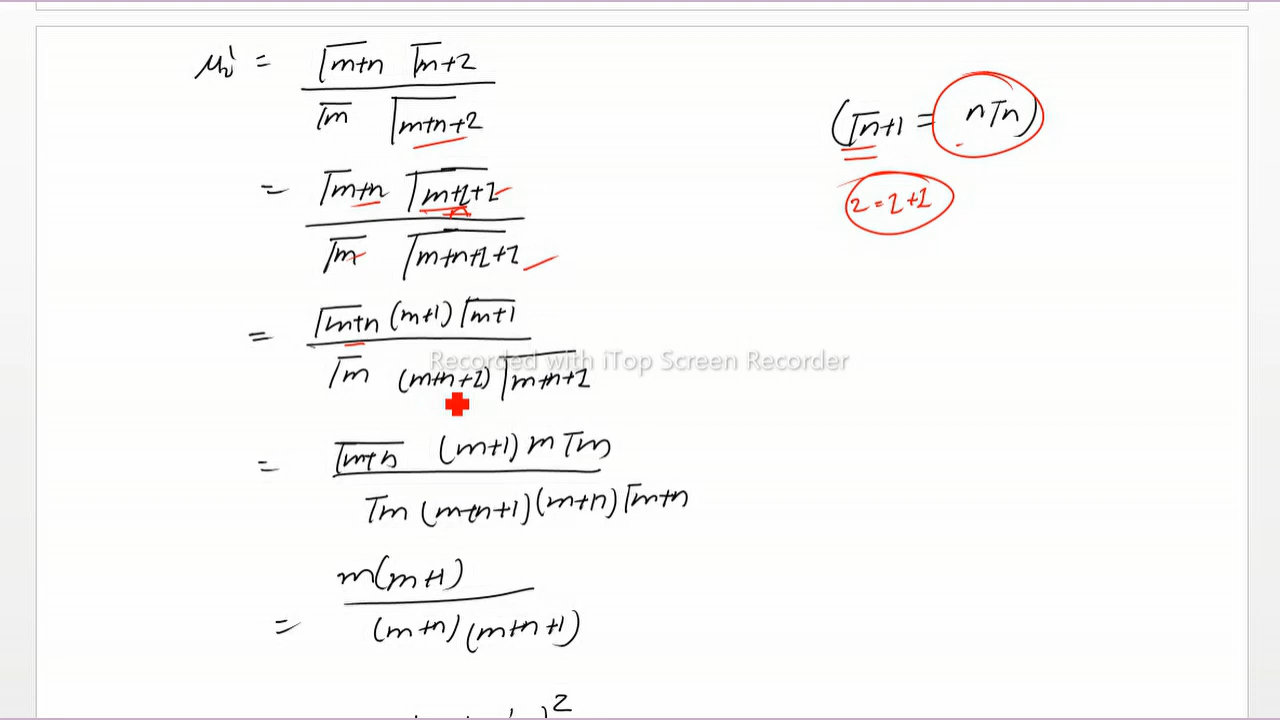 μ₂' = Γm+n Γm+2 / Γm Γm+n+2
(Γn+1 = nΓn)
= Γm+n Γm+1+1 / Γm Γm+n+1+1
2=1+1
= Γm+n (m+1) Γm+1 / Γm (m+n+1) Γm+n+1
Recorded with iTop Screen Recorder
= Γm+n (m+1) m Γm / Γm (m+n+1)(m+n) Γm+n
= m(m+1) / (m+n)(m+n+1)